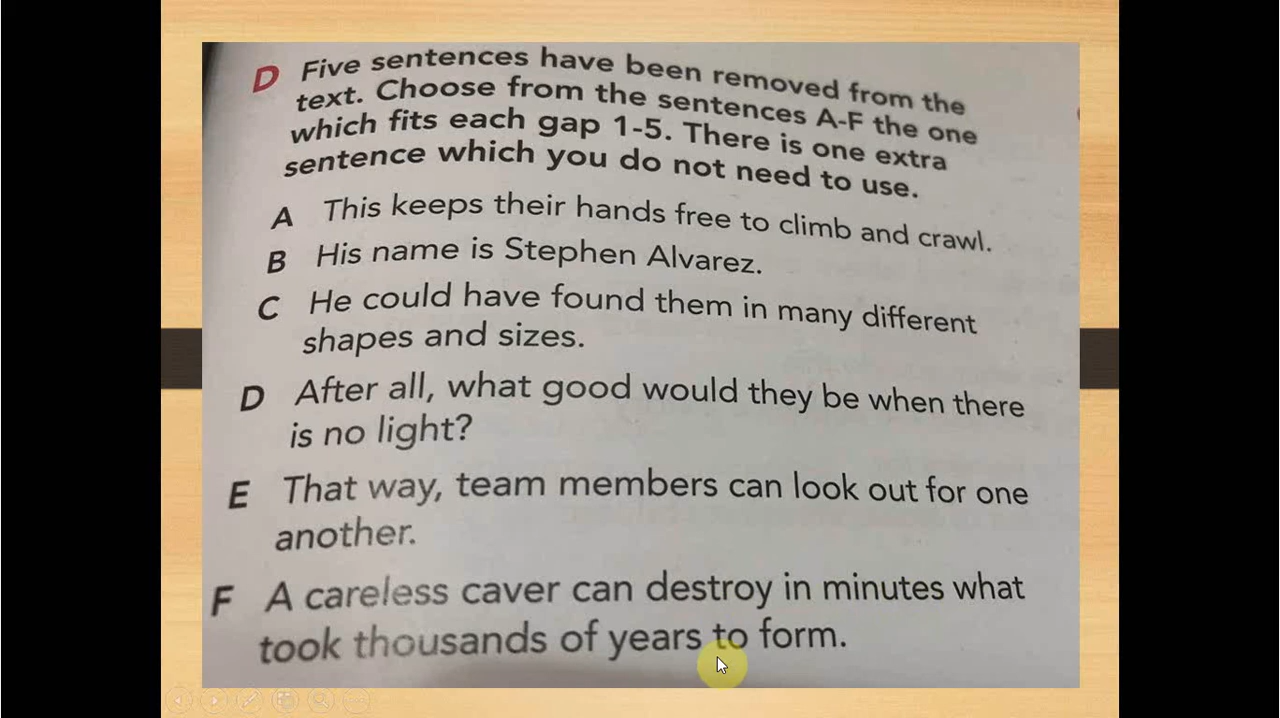 D Five sentences have been removed from the
text. Choose from the sentences A-F the one
which fits each gap 1-5. There is one extra
sentence which you do not need to use.
A This keeps their hands free to climb and crawl.
B His name is Stephen Alvarez.
C He could have found them in many different
shapes and sizes.
D After all, what good would they be when there
is no light?
E That way, team members can look out for one
another.
F A careless caver can destroy in minutes what
took thousands of years to form.